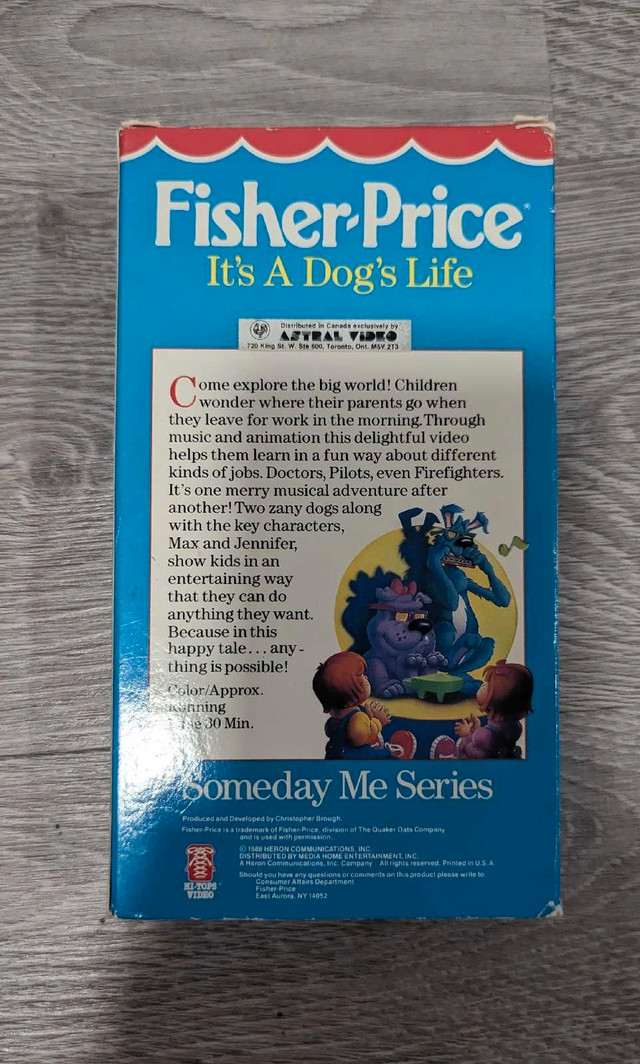 Fisher-Price®
It's A Dog's Life
Distributed in Canada exclusively by
ASTRAL VIDEO
720 King St. W. Ste 600, Toronto, Ont. M5V 2T3
Come explore the big world! Children
wonder where their parents go when
they leave for work in the morning. Through
music and animation this delightful video
helps them learn in a fun way about different
kinds of jobs. Doctors, Pilots, even Firefighters.
It's one merry musical adventure after
another! Two zany dogs along
with the key characters,
Max and Jennifer,
show kids in an
entertaining way
that they can do
anything they want.
Because in this
happy tale... any-
thing is possible!
Color/Approx.
Running
30 Min.
Someday Me Series
Produced and Developed by Christopher Brough.
Fisher-Price is a trademark of Fisher-Price, division of The Quaker Oats Company
and is used with permission.
© 1988 HERON COMMUNICATIONS, INC.
DISTRIBUTED BY MEDIA HOME ENTERTAINMENT, INC.
A Heron Communications, Inc. Company All rights reserved. Printed in U.S.A.
Should you have any questions or comments on this product please write to:
Consumer Affairs Department
Fisher-Price
East Aurora, NY 14052
HI-TOPS
VIDEO